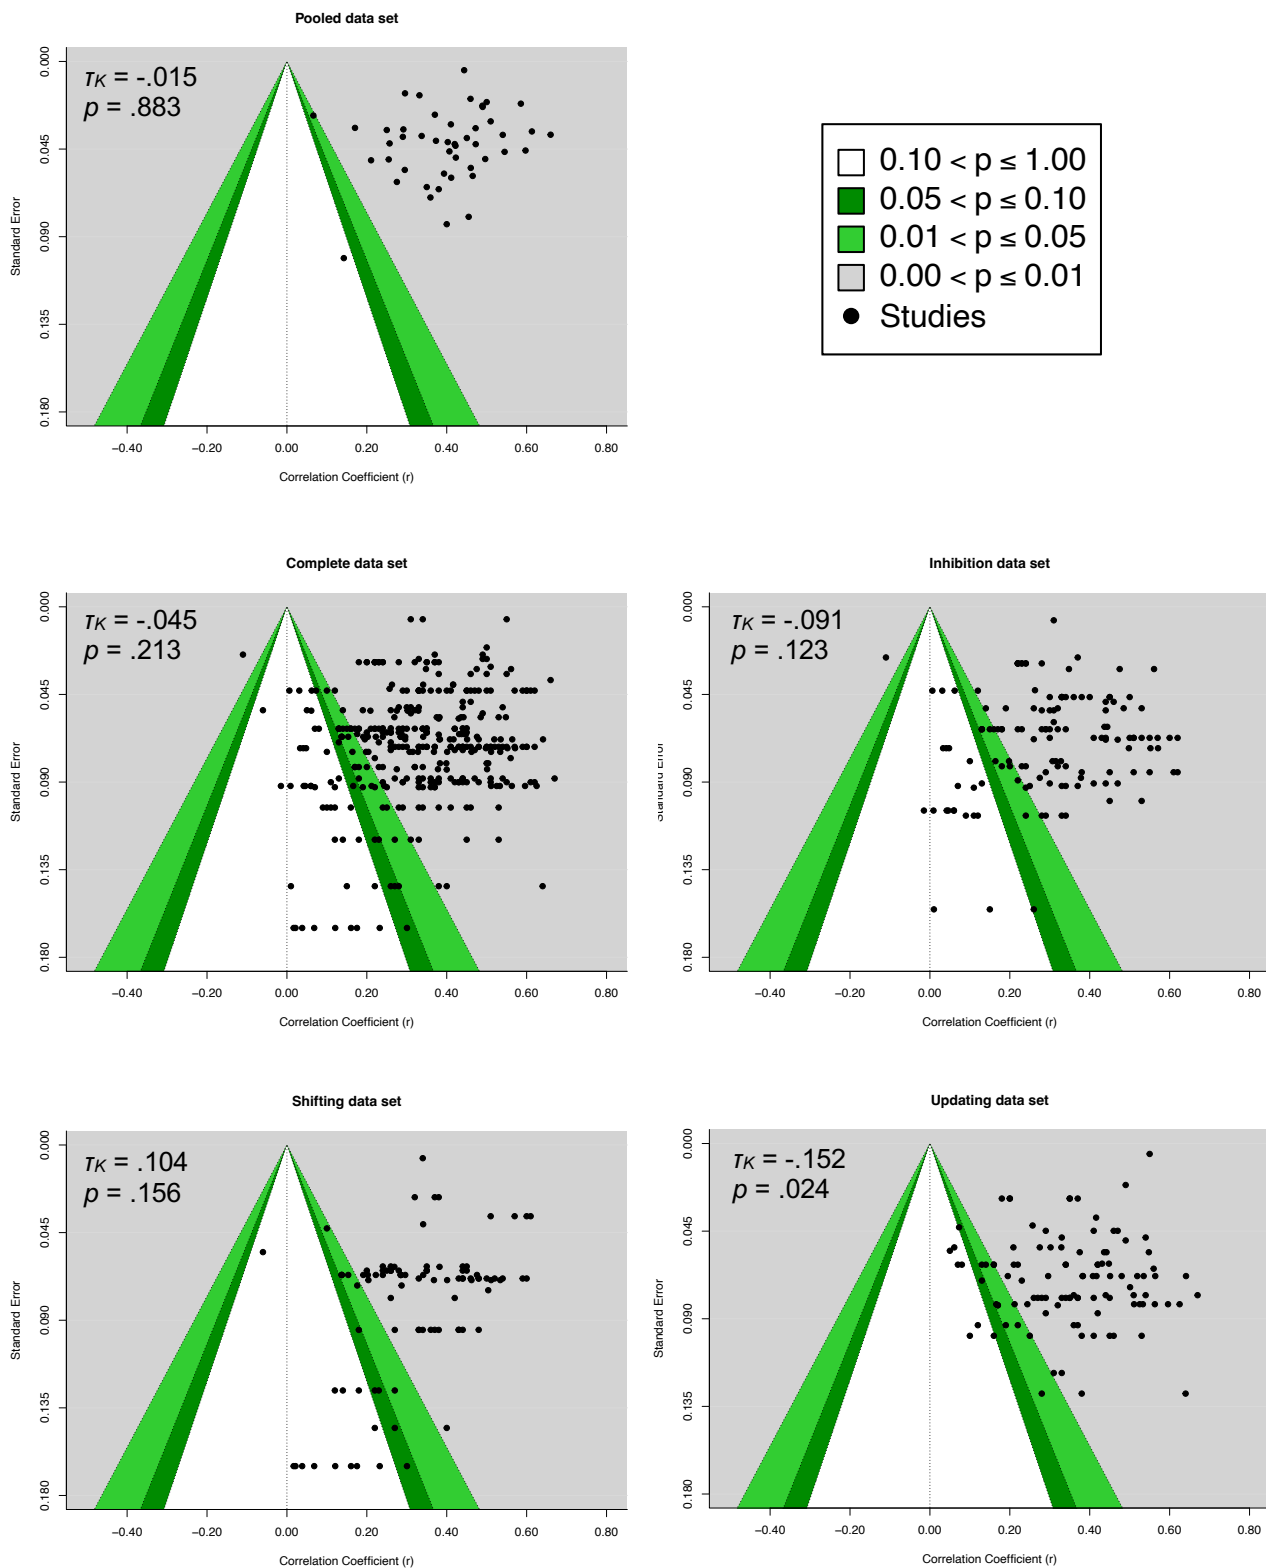 Pooled data set
τK = -.015
p = .883
0.000
0.045
0.090
0.135
0.180
Standard Error
−0.40 −0.20 0.00 0.20 0.40 0.60 0.80
Correlation Coefficient (r)
0.10 < p ≤ 1.00
0.05 < p ≤ 0.10
0.01 < p ≤ 0.05
0.00 < p ≤ 0.01
Studies
Complete data set
τK = -.045
p = .213
0.000
0.045
0.090
0.135
0.180
Standard Error
−0.40 −0.20 0.00 0.20 0.40 0.60 0.80
Correlation Coefficient (r)
Inhibition data set
τK = -.091
p = .123
0.000
0.045
0.090
0.135
0.180
Standard Error
−0.40 −0.20 0.00 0.20 0.40 0.60 0.80
Correlation Coefficient (r)
Shifting data set
τK = .104
p = .156
0.000
0.045
0.090
0.135
0.180
Standard Error
−0.40 −0.20 0.00 0.20 0.40 0.60 0.80
Correlation Coefficient (r)
Updating data set
τK = -.152
p = .024
0.000
0.045
0.090
0.135
0.180
Standard Error
−0.40 −0.20 0.00 0.20 0.40 0.60 0.80
Correlation Coefficient (r)